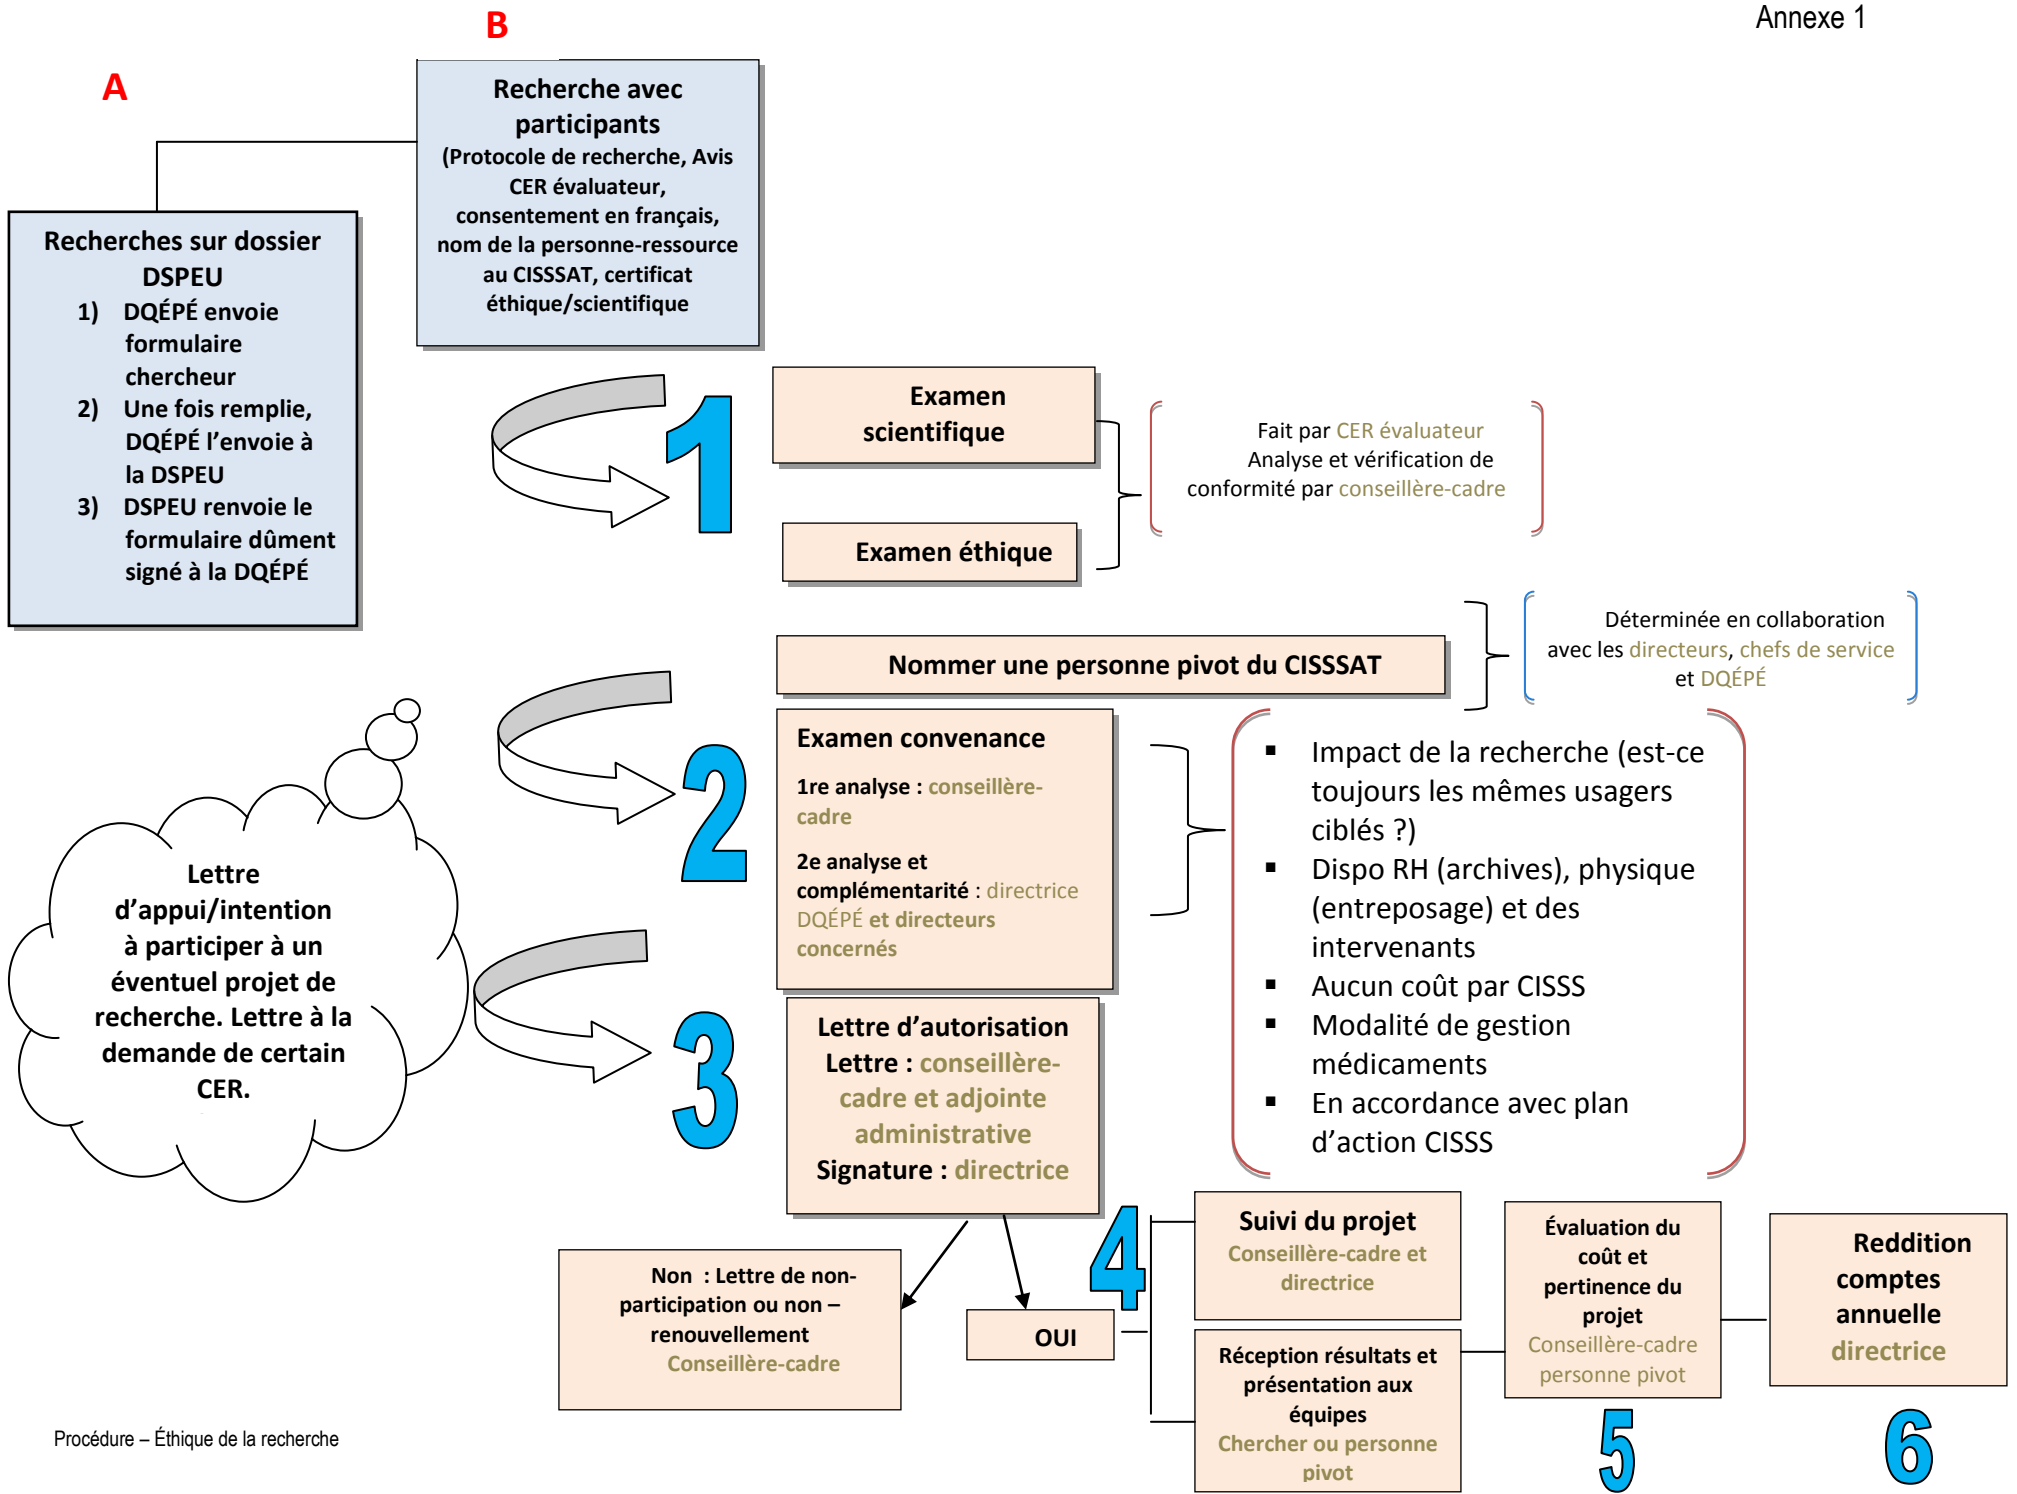 Annexe 1
B
A
Recherche avec
participants
(Protocole de recherche, Avis
CER évaluateur,
consentement en français,
nom de la personne-ressource
au CISSSAT, certificat
éthique/scientifique
Recherches sur dossier
DSPEU
1) DQÉPÉ envoie
formulaire
chercheur
2) Une fois remplie,
DQÉPÉ l’envoie à
la DSPEU
3) DSPEU renvoie le
formulaire dûment
signé à la DQÉPÉ
1
Examen
scientifique
Examen éthique
Fait par CER évaluateur
Analyse et vérification de
conformité par conseillère-cadre
Nommer une personne pivot du CISSSAT
Déterminée en collaboration
avec les directeurs, chefs de service
et DQÉPÉ
2
Examen convenance
1re analyse : conseillère-
cadre
2e analyse et
complémentarité : directrice
DQÉPÉ et directeurs
concernés
▪ Impact de la recherche (est-ce
toujours les mêmes usagers
ciblés ?)
▪ Dispo RH (archives), physique
(entreposage) et des
intervenants
▪ Aucun coût par CISSS
▪ Modalité de gestion
médicaments
▪ En accordance avec plan
d’action CISSS
Lettre
d’appui/intention
à participer à un
éventuel projet de
recherche. Lettre à la
demande de certain
CER.
3
Lettre d’autorisation
Lettre : conseillère-
cadre et adjointe
administrative
Signature : directrice
Non : Lettre de non-
participation ou non –
renouvellement
Conseillère-cadre
OUI
4
Suivi du projet
Conseillère-cadre et
directrice
Réception résultats et
présentation aux
équipes
Chercher ou personne
pivot
Évaluation du
coût et
pertinence du
projet
Conseillère-cadre
personne pivot
5
Reddition
comptes
annuelle
directrice
6
Procédure – Éthique de la recherche